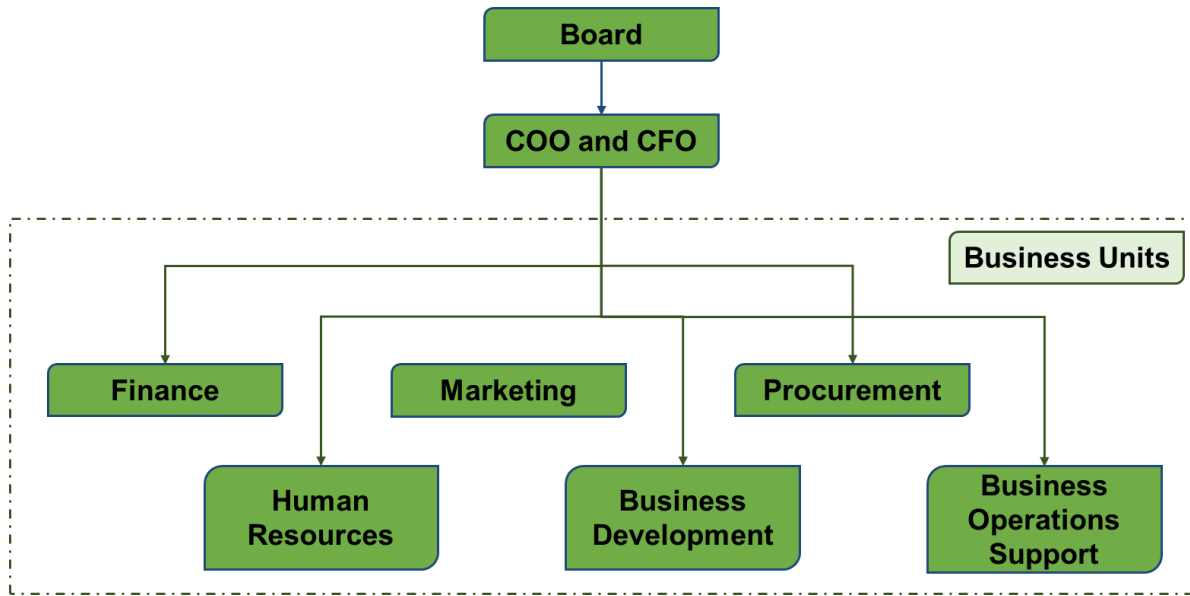 Board
COO and CFO
Business Units
Finance
Marketing
Procurement
Human
Resources
Business
Development
Business
Operations
Support